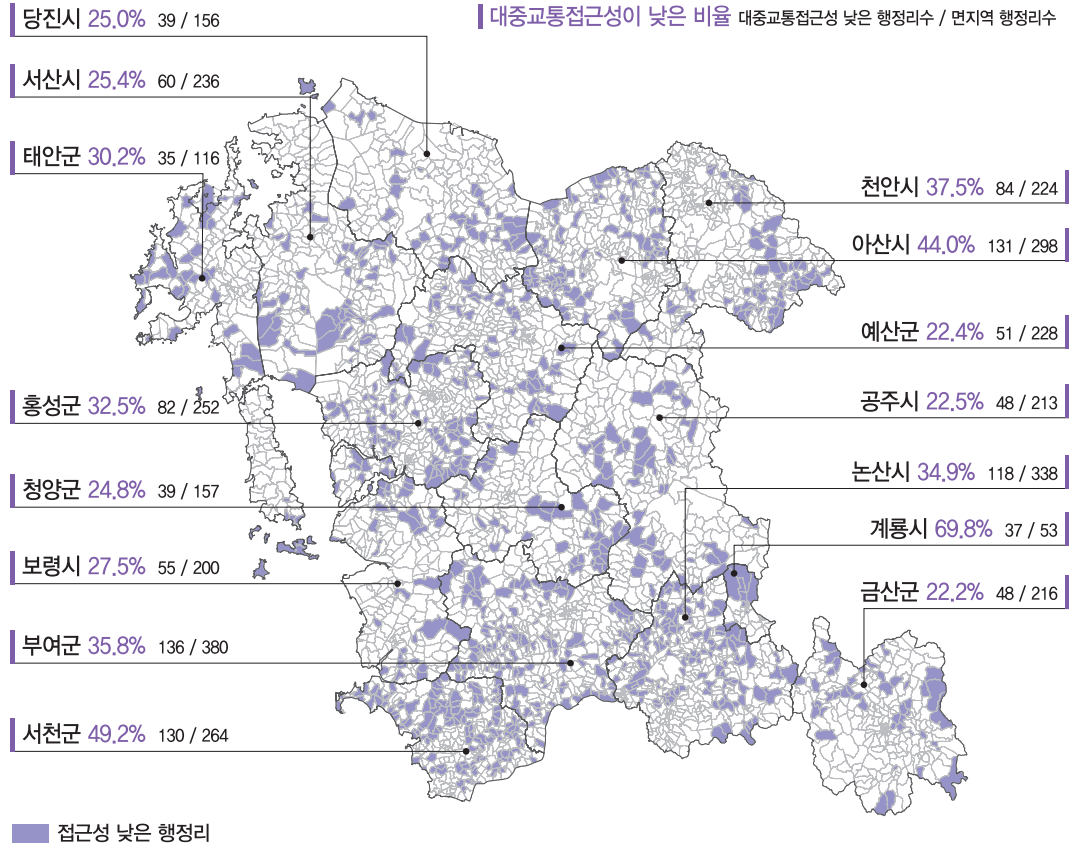 대중교통접근성이 낮은 비율 대중교통접근성 낮은 행정리수 / 면지역 행정리수
당진시 25.0% 39 / 156
서산시 25.4% 60 / 236
태안군 30.2% 35 / 116
홍성군 32.5% 82 / 252
청양군 24.8% 39 / 157
보령시 27.5% 55 / 200
부여군 35.8% 136 / 380
서천군 49.2% 130 / 264
천안시 37.5% 84 / 224
아산시 44.0% 131 / 298
예산군 22.4% 51 / 228
공주시 22.5% 48 / 213
논산시 34.9% 118 / 338
계룡시 69.8% 37 / 53
금산군 22.2% 48 / 216
접근성 낮은 행정리